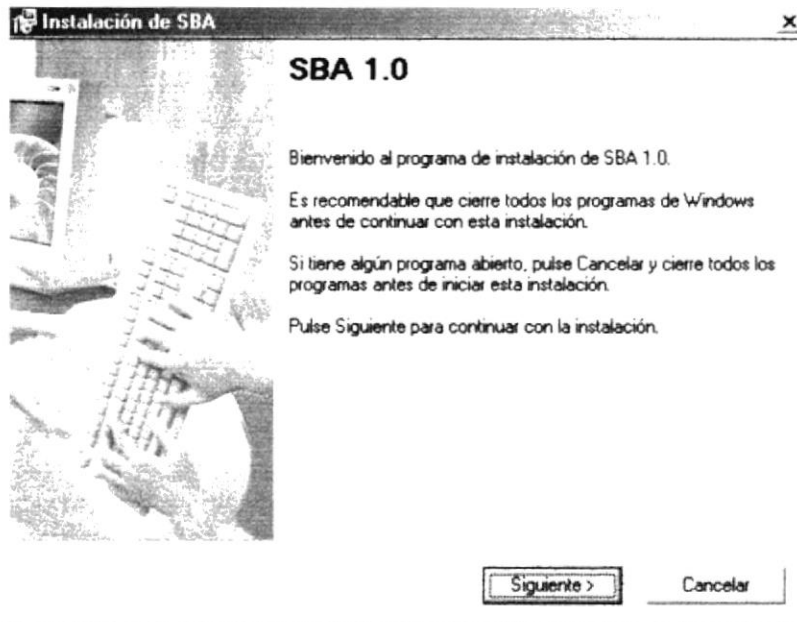 Instalación de SBA
SBA 1.0
Bienvenido al programa de instalación de SBA 1.0.
Es recomendable que cierre todos los programas de Windows
antes de continuar con esta instalación.
Si tiene algún programa abierto, pulse Cancelar y cierre todos los
programas antes de iniciar esta instalación.
Pulse Siguiente para continuar con la instalación.
Siguiente >
Cancelar